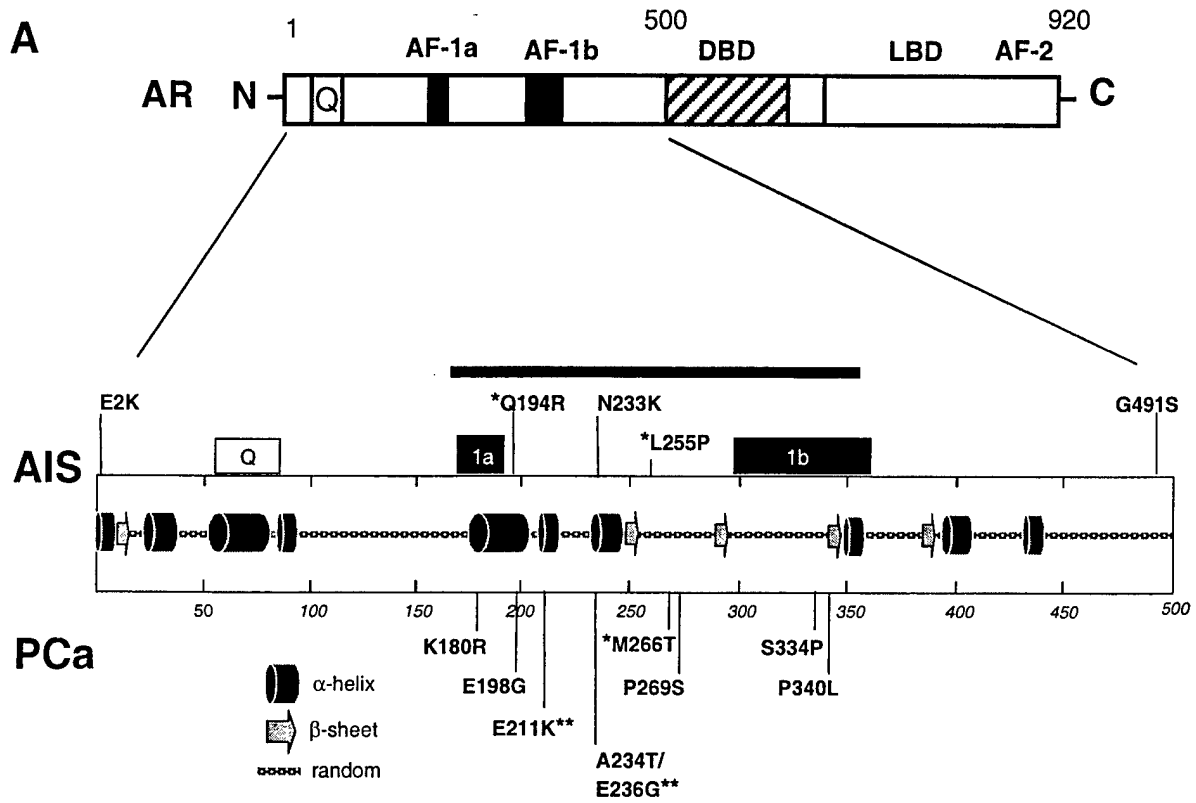 A
1 500 920
AF-1a AF-1b DBD LBD AF-2
AR N Q C
E2K *Q194R N233K G491S
*L255P
AIS Q 1a 1b
50 100 150 200 250 300 350 400 450 500
PCa
K180R *M266T S334P
E198G P269S P340L
E211K**
A234T/
E236G**
α-helix
β-sheet
random